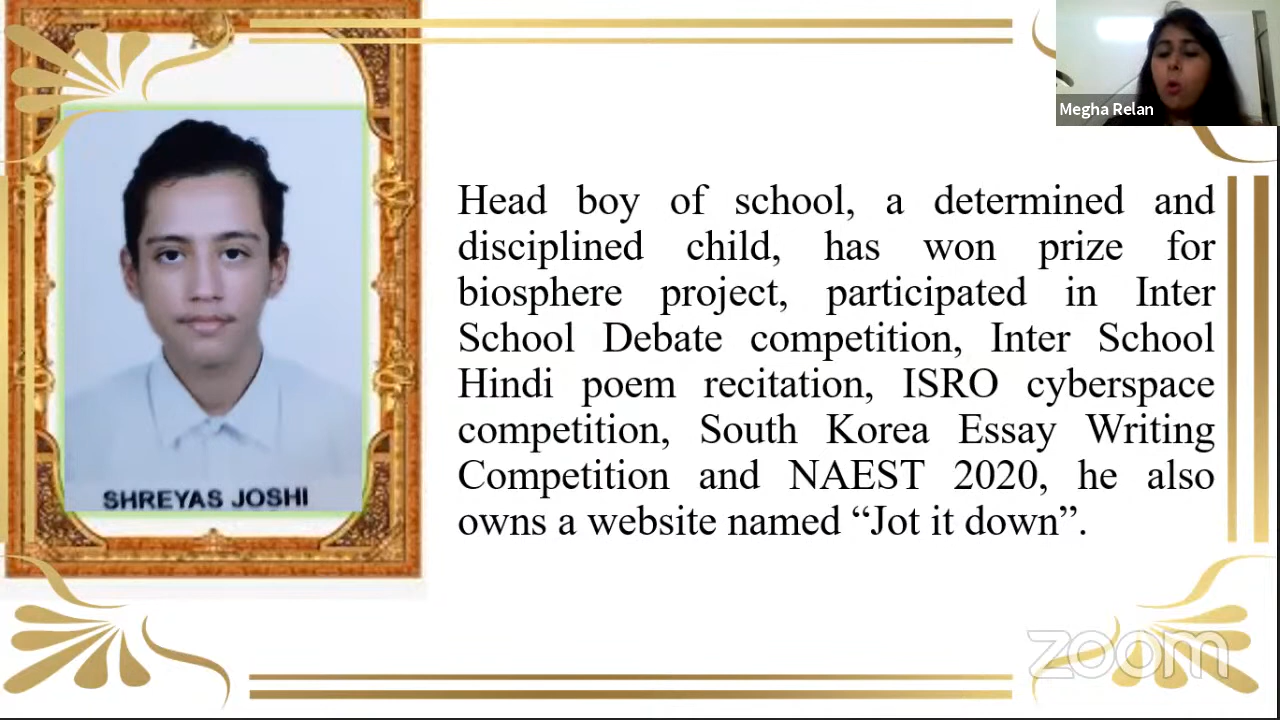 Megha Relan
Head boy of school, a determined and
disciplined child, has won prize for
biosphere project, participated in Inter
School Debate competition, Inter School
Hindi poem recitation, ISRO cyberspace
competition, South Korea Essay Writing
Competition and NAEST 2020, he also
owns a website named “Jot it down”.
SHREYAS JOSHI
zoom